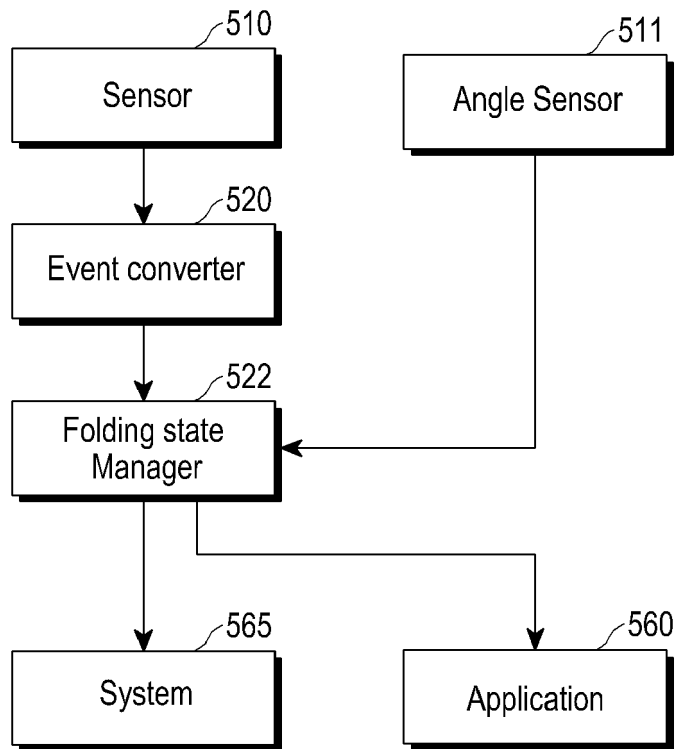 510
Sensor
511
Angle Sensor
520
Event converter
522
Folding state
Manager
565
System
560
Application